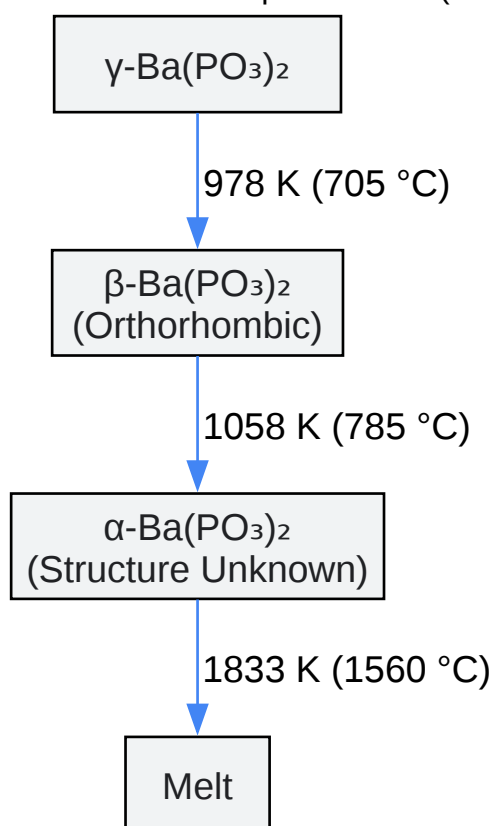 γ-Ba(PO₃)₂
978 K (705 °C)
β-Ba(PO₃)₂
(Orthorhombic)
1058 K (785 °C)
α-Ba(PO₃)₂
(Structure Unknown)
1833 K (1560 °C)
Melt